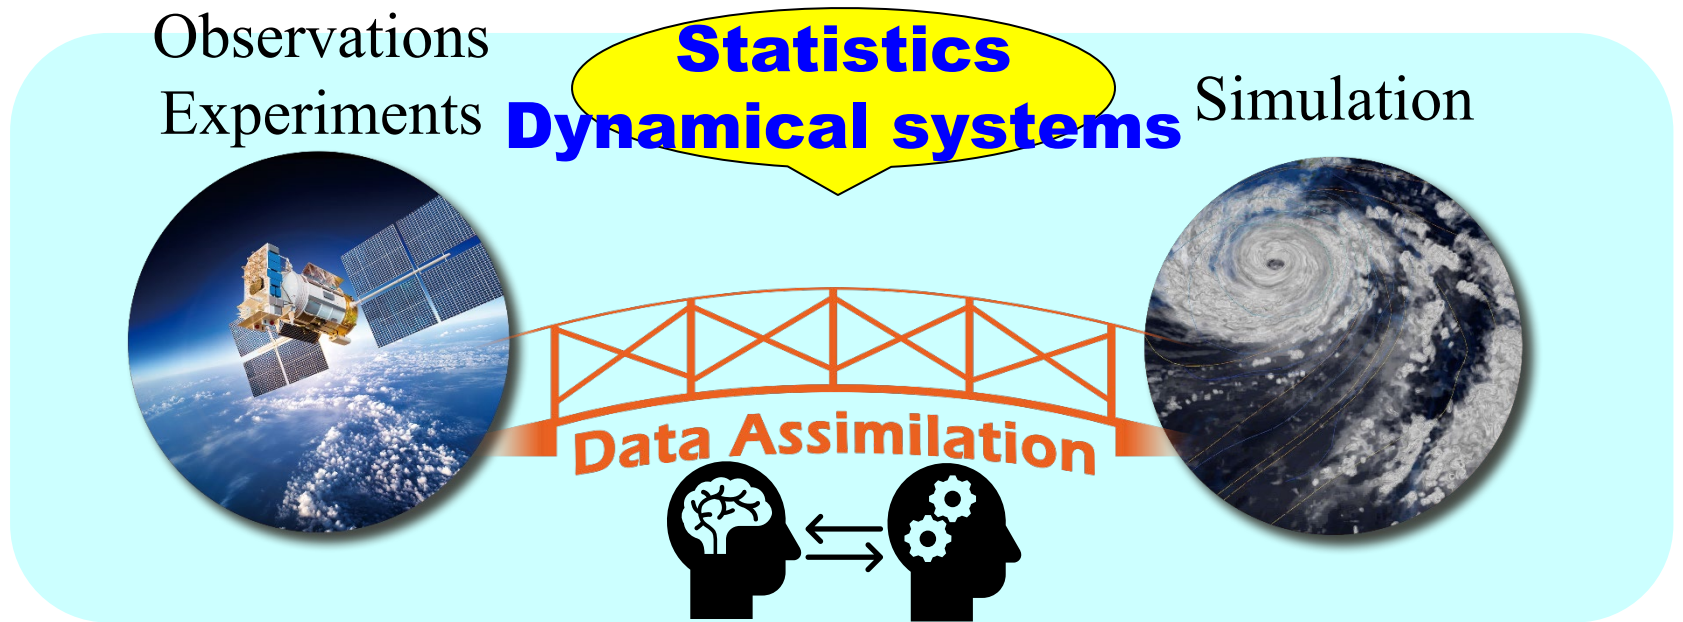 Observations
Experiments
Statistics
Dynamical systems
Simulation
Data Assimilation